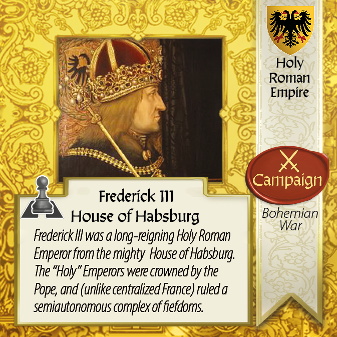 Holy
Roman
Empire
Campaign
Bohemian
War
Frederick III
House of Habsburg
Frederick III was a long-reigning Holy Roman
Emperor from the mighty House of Habsburg.
The "Holy" Emperors were crowned by the
Pope, and (unlike centralized France) ruled a
semiautonomous complex of fiefdoms.